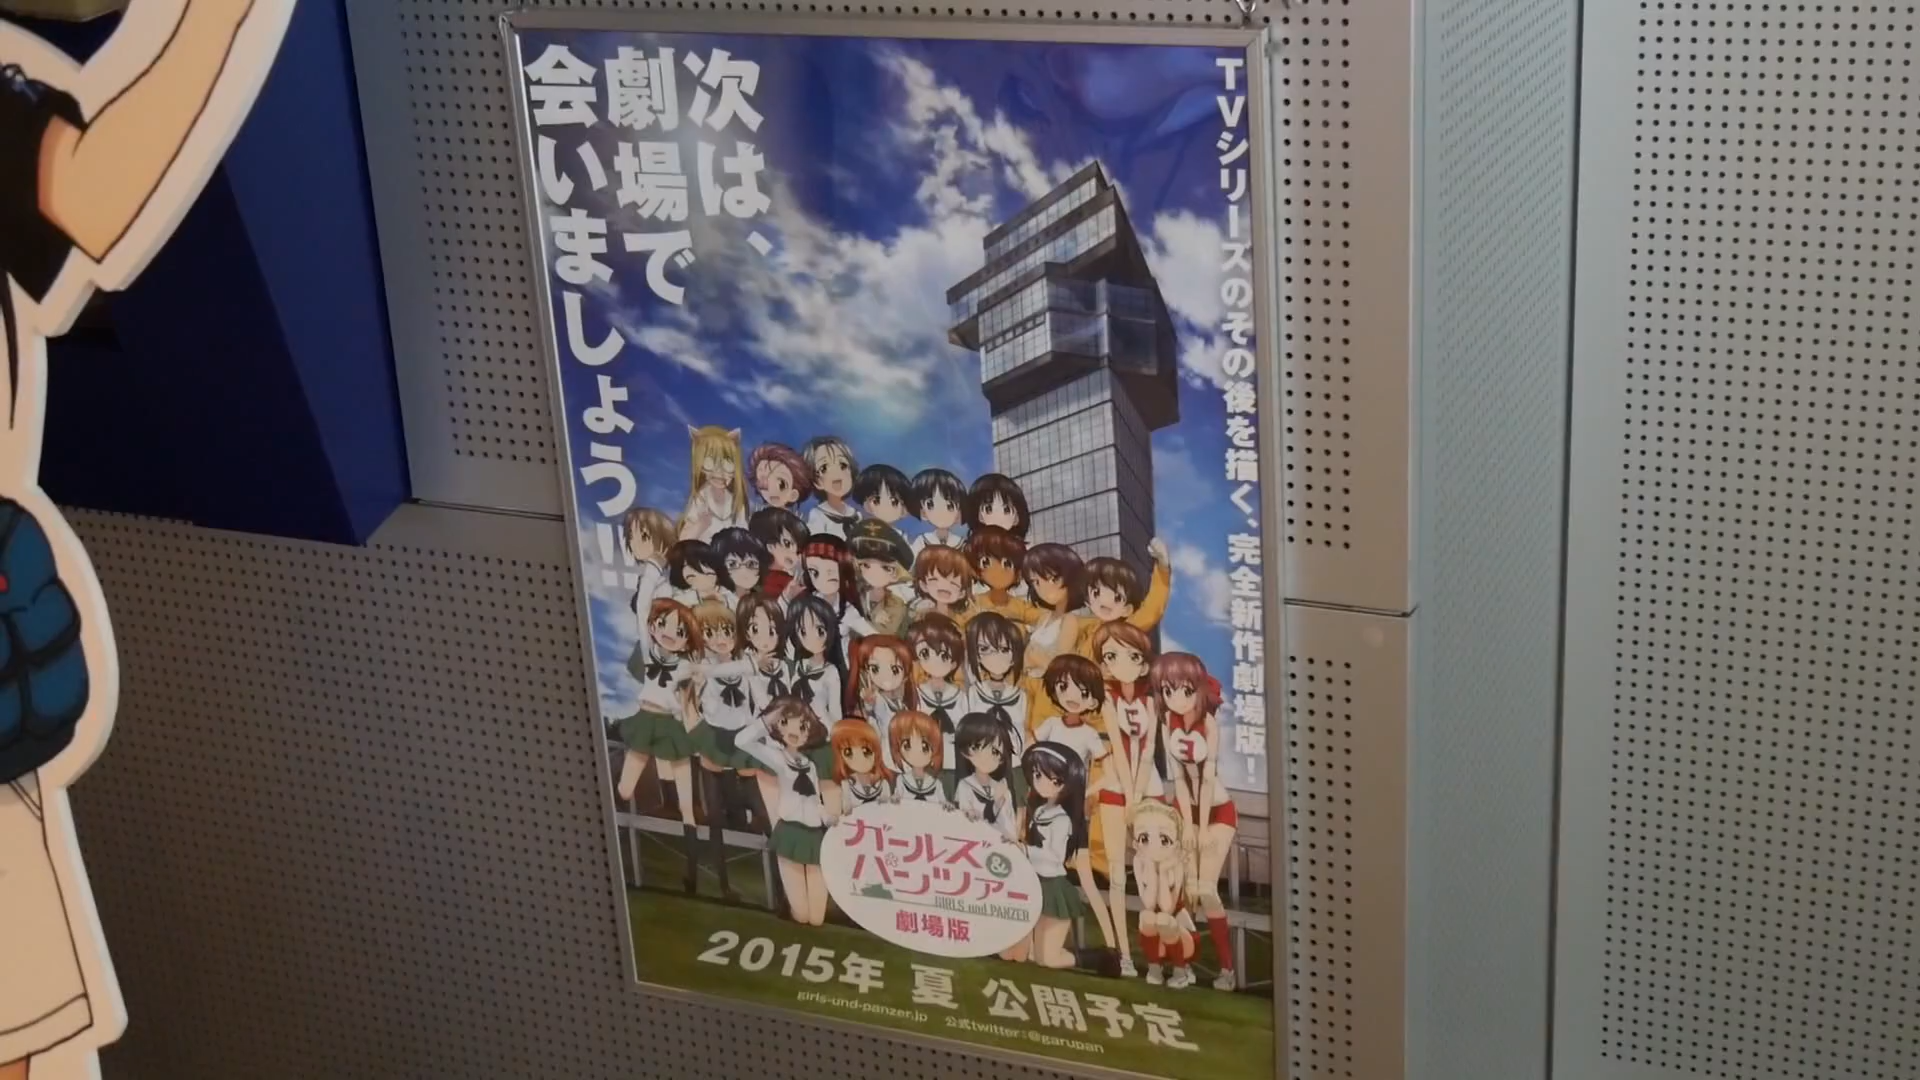 次は、
劇場で
会いましょう!!
TVシリーズのその後を描く、完全新作劇場版!
ガールズ&
パンツァー
GIRLS und PANZER
劇場版
2015年 夏 公開予定
girls-und-panzer.jp 公式twitter:@garupan